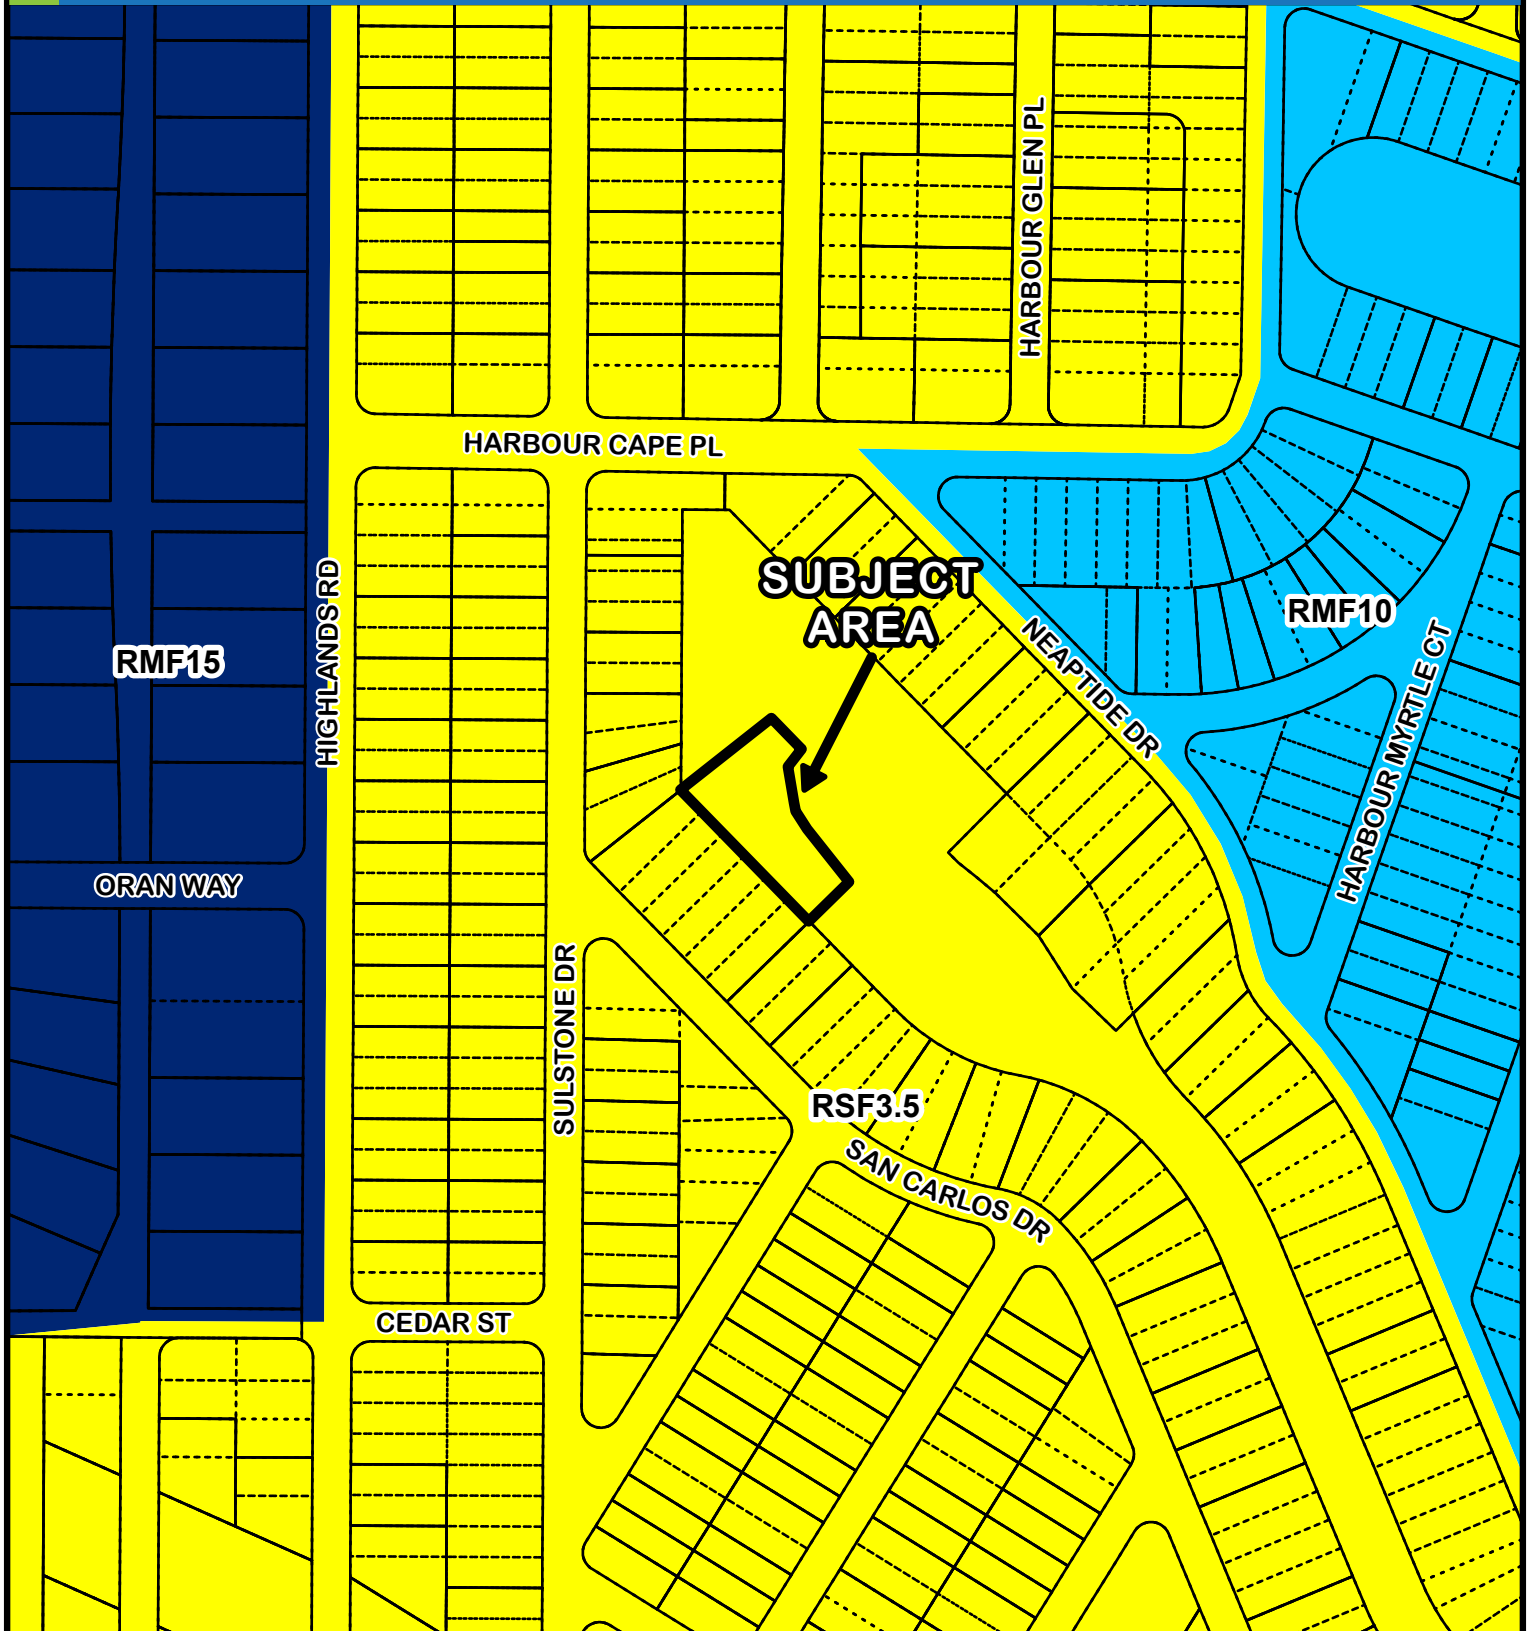 HARBOUR GLEN PL
HARBOUR CAPE PL
SUBJECT
AREA
RMF10
NEAPTIDE DR
HARBOUR MYRTLE CT
RMF15
HIGHLANDS RD
ORAN WAY
SULSTONE DR
RSF3.5
SAN CARLOS DR
CEDAR ST